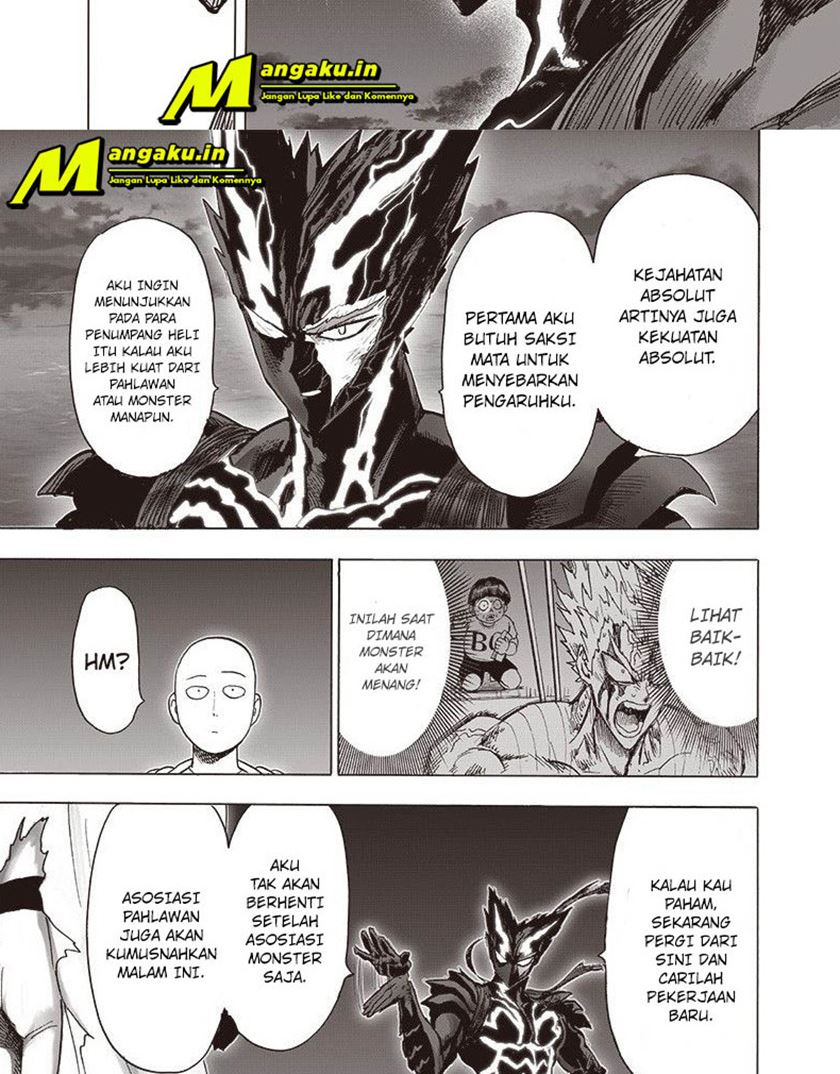 Mangaku.in
Jangan Lupa Like dan Komennya
Mangaku.in
Jangan Lupa Like dan Komennya
KEJAHATAN
ABSOLUT
ARTINYA JUGA
KEKUATAN
ABSOLUT.
PERTAMA AKU
BUTUH SAKSI
MATA UNTUK
MENYEBARKAN
PENGARUHKU.
AKU INGIN
MENUNJUKKAN
PADA PARA
PENUMPANG HELI
ITU KALAU AKU
LEBIH KUAT DARI
PAHLAWAN
ATAU MONSTER
MANAPUN.
LIHAT
BAIK-
BAIK!
INILAH SAAT
DIMANA
MONSTER
AKAN
MENANG!
HM?
KALAU KAU
PAHAM,
SEKARANG
PERGI DARI
SINI DAN
CARILAH
PEKERJAAN
BARU.
AKU
TAK AKAN
BERHENTI
SETELAH
ASOSIASI
MONSTER
SAJA.
ASOSIASI
PAHLAWAN
JUGA AKAN
KUMUSNAHKAN
MALAM INI.